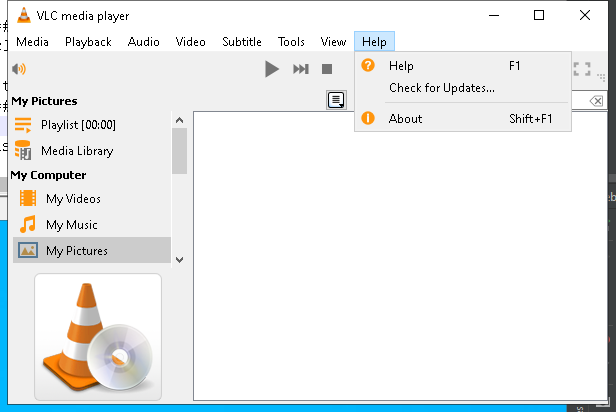 VLC media player
Media Playback Audio Video Subtitle Tools View Help
Help F1
Check for Updates...
About Shift+F1
My Pictures
Playlist [00:00]
Media Library
My Computer
My Videos
My Music
My Pictures